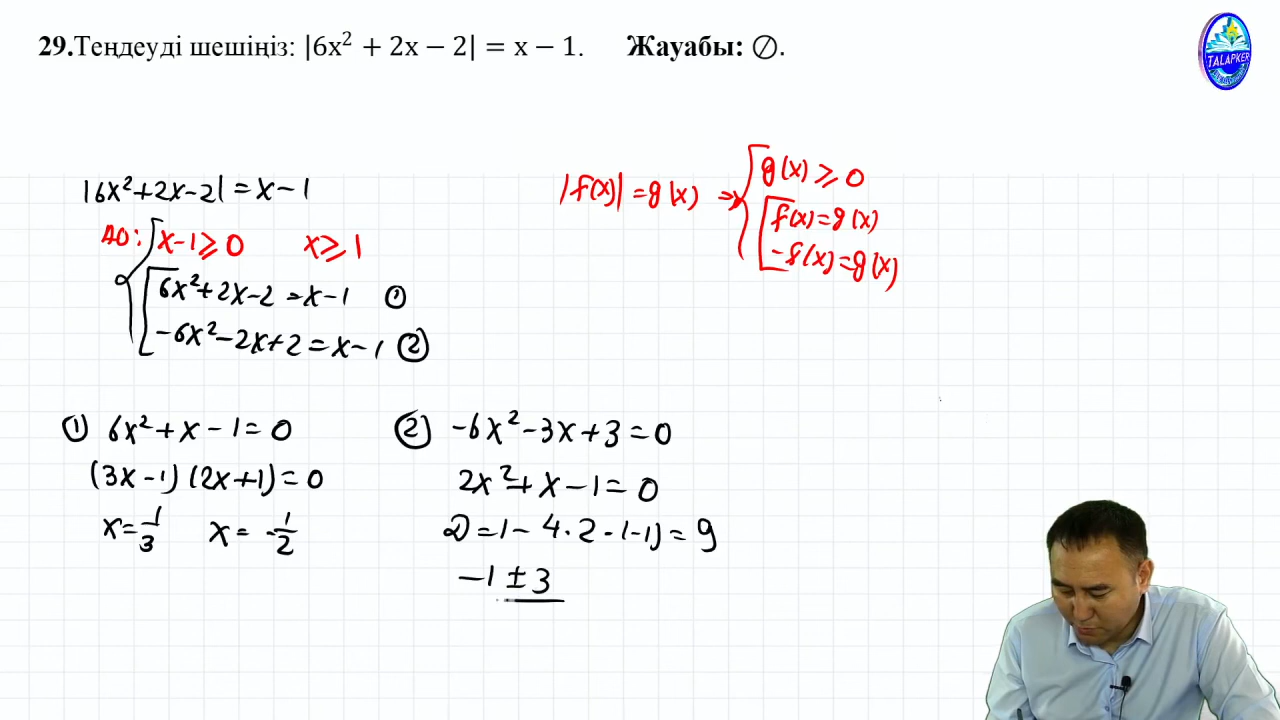 29.Теңдеуді шешіңіз: |6x² + 2x − 2| = x − 1. Жауабы: ∅.
TALAPKER
|6x²+2x-2| = x-1
|f(x)| = g(x) ⇒ g(x) ⩾ 0
f(x)=g(x)
-f(x)=g(x)
АО: x-1 ⩾ 0 x ⩾ 1
6x²+2x-2 = x-1 ①
-6x²-2x+2 = x-1 ②
① 6x²+x-1=0
(3x-1)(2x+1)=0
x=1/3 x=-1/2
② -6x²-3x+3=0
2x²+x-1=0
D=1-4·2·(-1)=9
-1±3